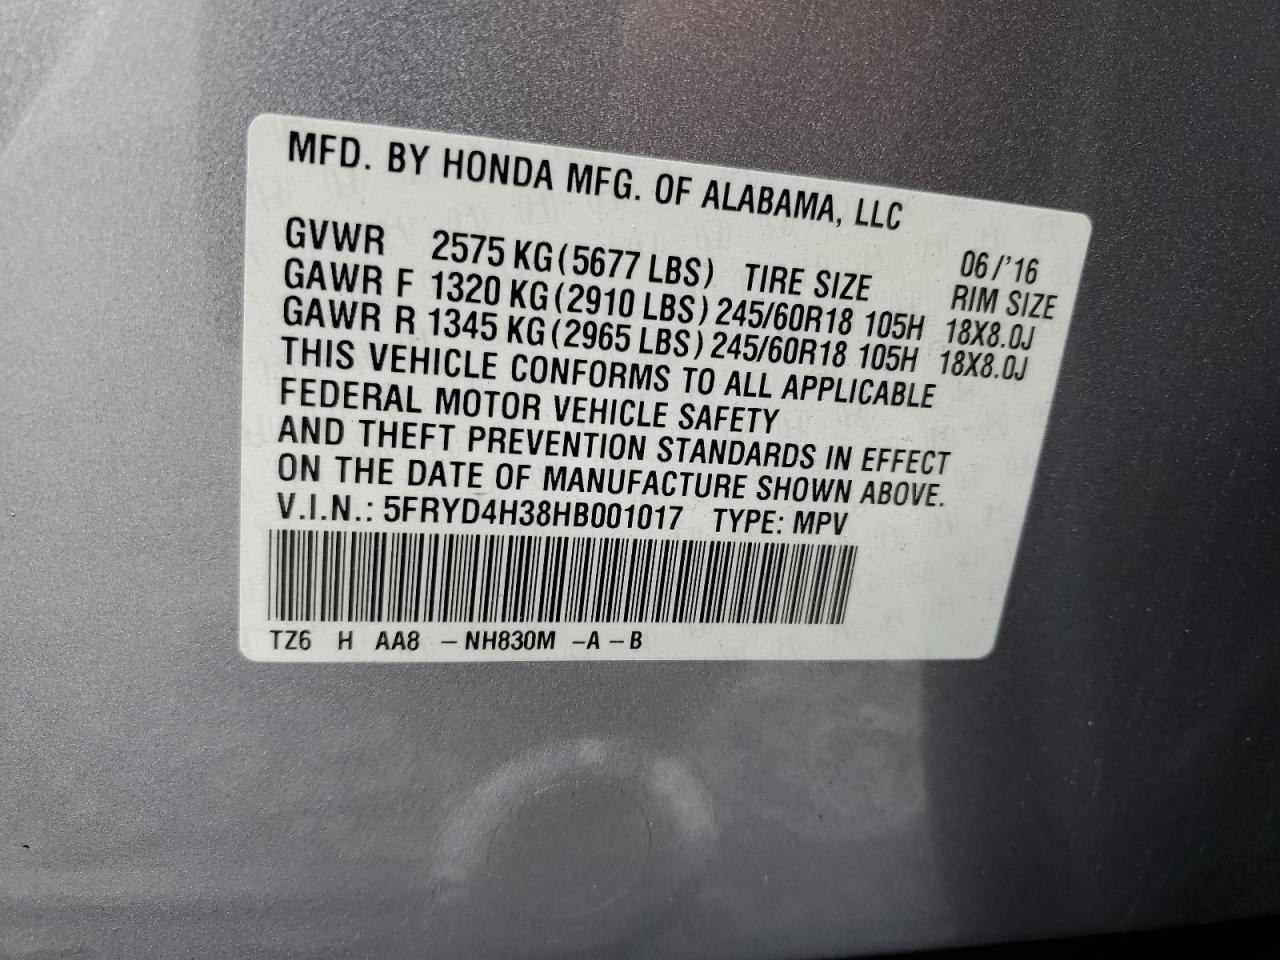 MFD. BY HONDA MFG. OF ALABAMA, LLC
06/'16
GVWR 2575 KG (5677 LBS) TIRE SIZE RIM SIZE
GAWR F 1320 KG (2910 LBS) 245/60R18 105H 18X8.0J
GAWR R 1345 KG (2965 LBS) 245/60R18 105H 18X8.0J
THIS VEHICLE CONFORMS TO ALL APPLICABLE
FEDERAL MOTOR VEHICLE SAFETY
AND THEFT PREVENTION STANDARDS IN EFFECT
ON THE DATE OF MANUFACTURE SHOWN ABOVE.
V.I.N.: 5FRYD4H38HB001017 TYPE: MPV
TZ6 H AA8 – NH830M – A – B